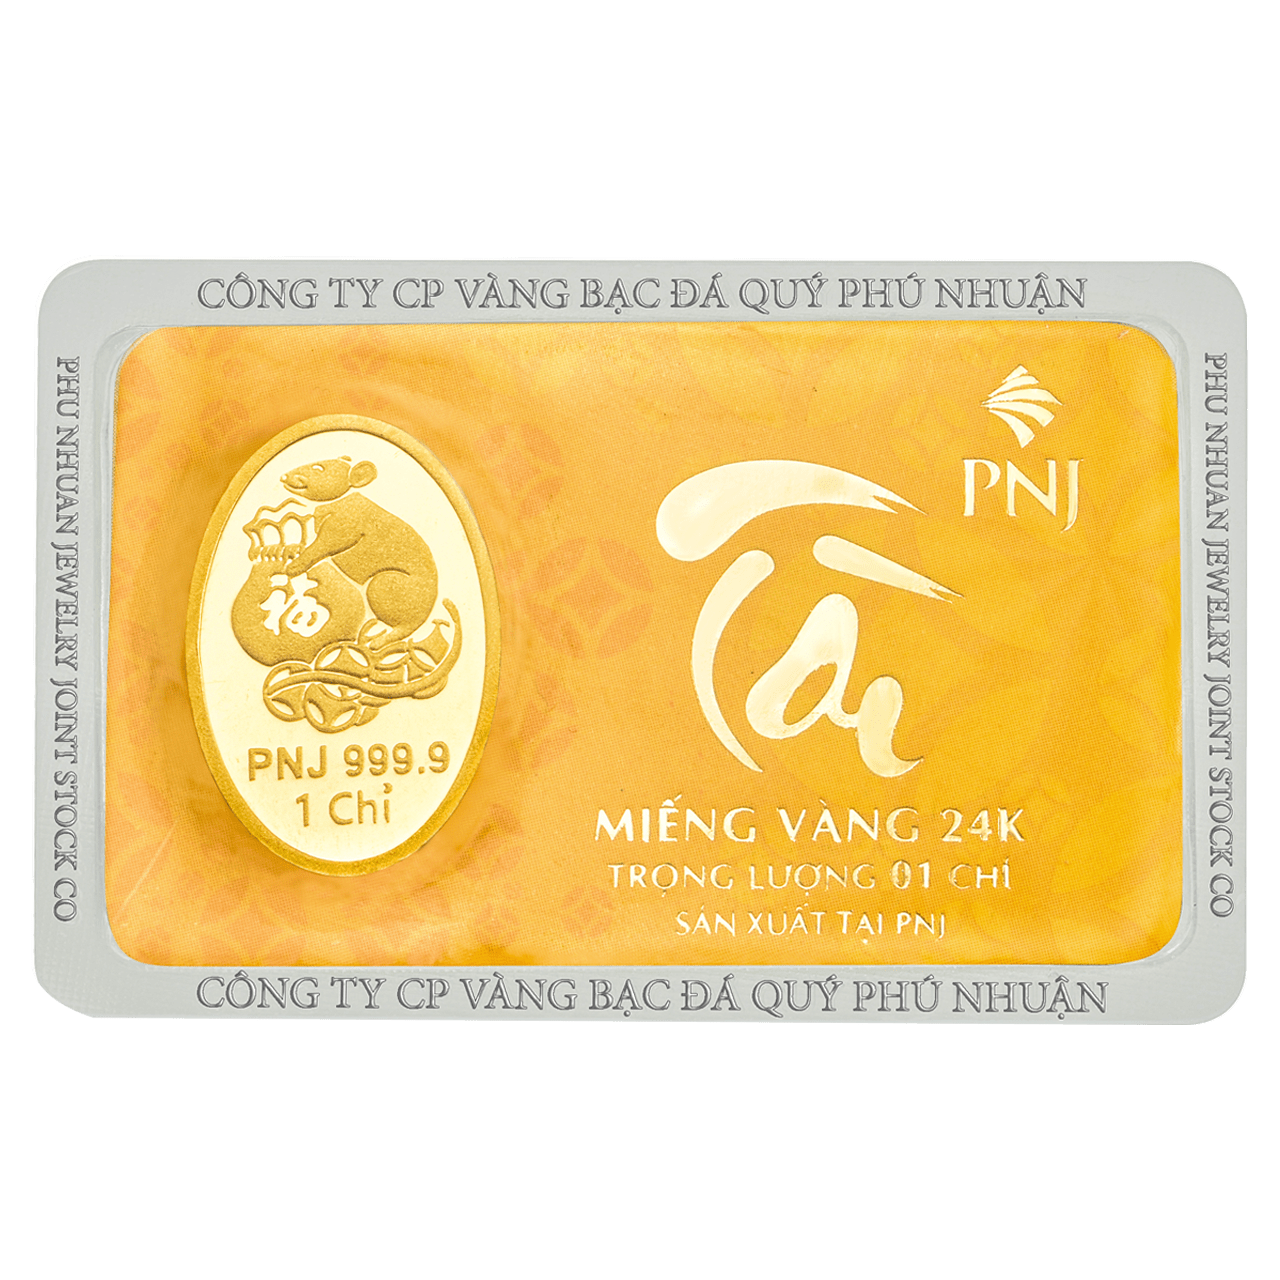 CÔNG TY CP VÀNG BẠC ĐÁ QUÝ PHÚ NHUẬN
PHU NHUAN JEWELRY JOINT STOCK CO
PHU NHUAN JEWELRY JOINT STOCK CO
PNJ
Tài
福
PNJ 999.9
1 Chỉ
MIẾNG VÀNG 24K
TRỌNG LƯỢNG 01 CHỈ
SẢN XUẤT TẠI PNJ
CÔNG TY CP VÀNG BẠC ĐÁ QUÝ PHÚ NHUẬN